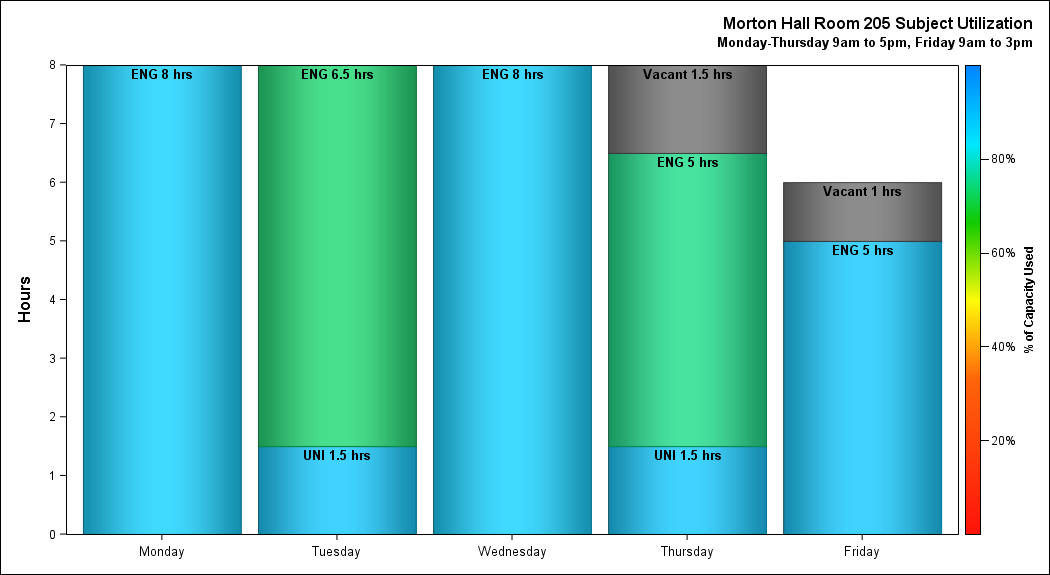 Morton Hall Room 205 Subject Utilization
Monday-Thursday 9am to 5pm, Friday 9am to 3pm
Hours
8
7
6
5
4
3
2
1
0
ENG 8 hrs
ENG 6.5 hrs
UNI 1.5 hrs
ENG 8 hrs
Vacant 1.5 hrs
ENG 5 hrs
UNI 1.5 hrs
Vacant 1 hrs
ENG 5 hrs
Monday
Tuesday
Wednesday
Thursday
Friday
80%
60%
40%
20%
% of Capacity Used